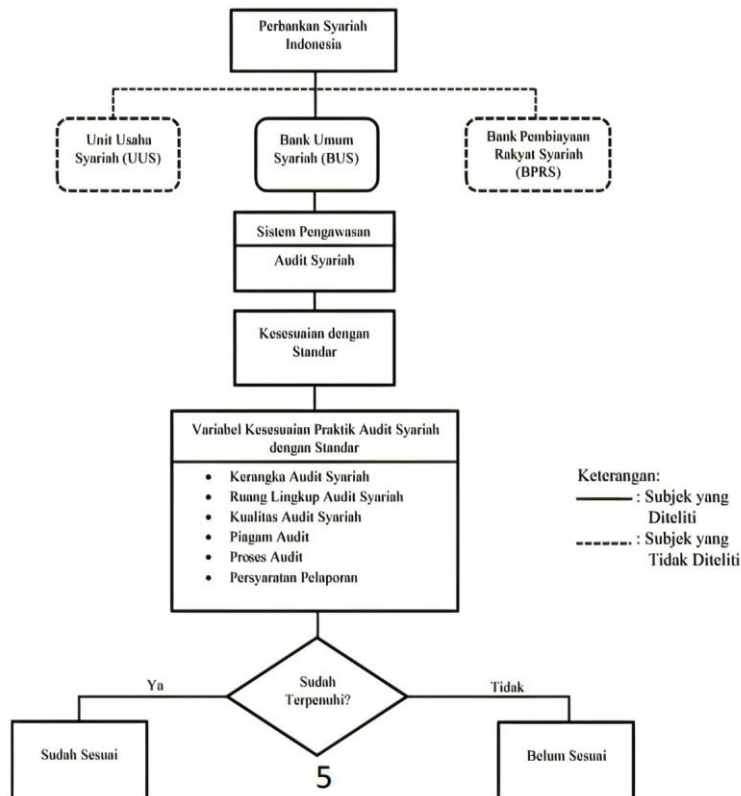 Perbankan Syariah
Indonesia
Unit Usaha
Syariah (UUS)
Bank Umum
Syariah (BUS)
Bank Pembiayaan
Rakyat Syariah
(BPRS)
Sistem Pengawasan
Audit Syariah
Kesesuaian dengan
Standar
Variabel Kesesuaian Praktik Audit Syariah
dengan Standar
• Kerangka Audit Syariah
• Ruang Lingkup Audit Syariah
• Kualitas Audit Syariah
• Piagam Audit
• Proses Audit
• Persyaratan Pelaporan
Keterangan:
: Subjek yang
Diteliti
: Subjek yang
Tidak Diteliti
Sudah
Terpenuhi?
Ya
Tidak
Sudah Sesuai
Belum Sesuai
5